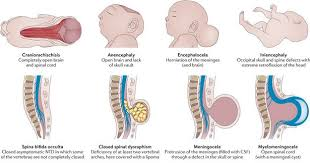 Craniorachischisis
Completely open brain
and spinal cord
Anencephaly
Open brain and lack
of skull vault
Encephalocele
Herniation of the meninges
(and brain)
Iniencephaly
Occipital skull and spine defects with
extreme retroflexion of the head
Spina bifida occulta
Closed asymptomatic NTD in which some
of the vertebrae are not completely closed
Closed spinal dysraphism
Deficiency of at least two vertebral
arches, here covered with a lipoma
Meningocele
Protrusion of the meninges (filled with CSF)
through a defect in the skull or spine
Myelomeningocele
Open spinal cord
(with a meningeal cyst)